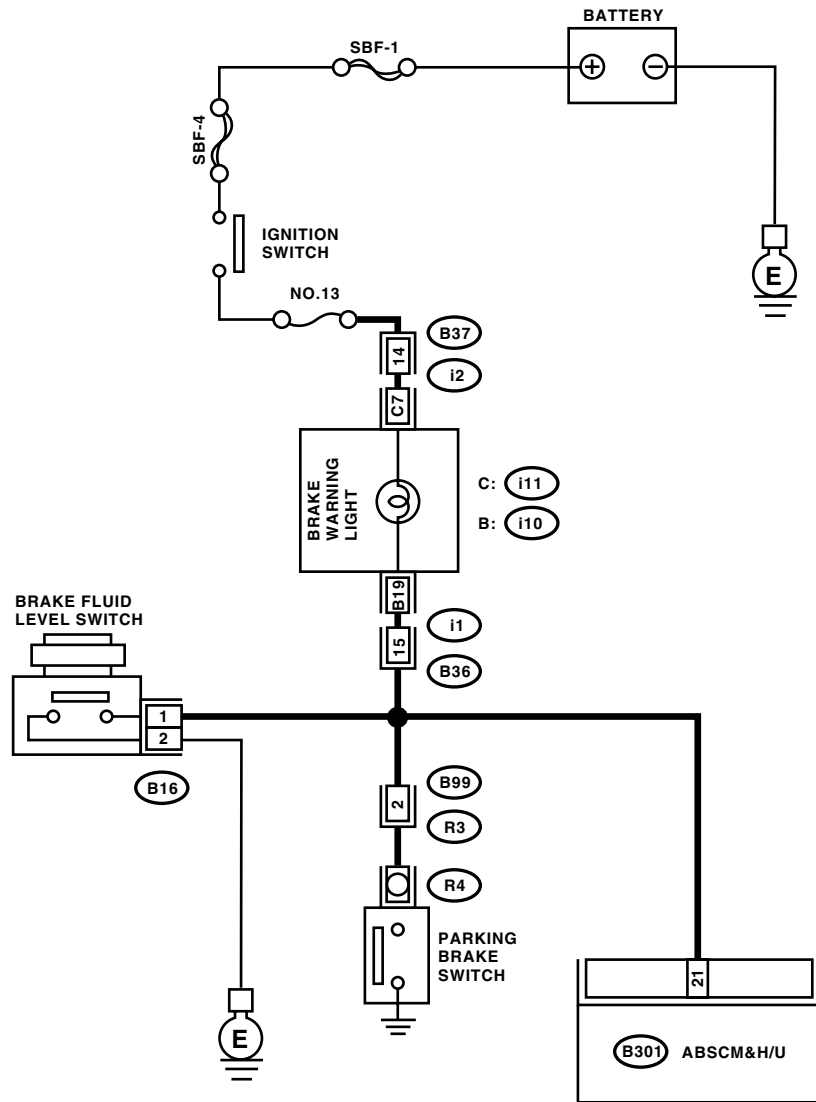 BATTERY
SBF-1
SBF-4
E
IGNITION
SWITCH
NO.13
B37
14
i2
C7
BRAKE
WARNING
LIGHT
C: i11
B: i10
B19
BRAKE FLUID
LEVEL SWITCH
i1
15
B36
1
2
B16
B99
2
R3
R4
PARKING
BRAKE
SWITCH
21
E
B301 ABSCM&H/U